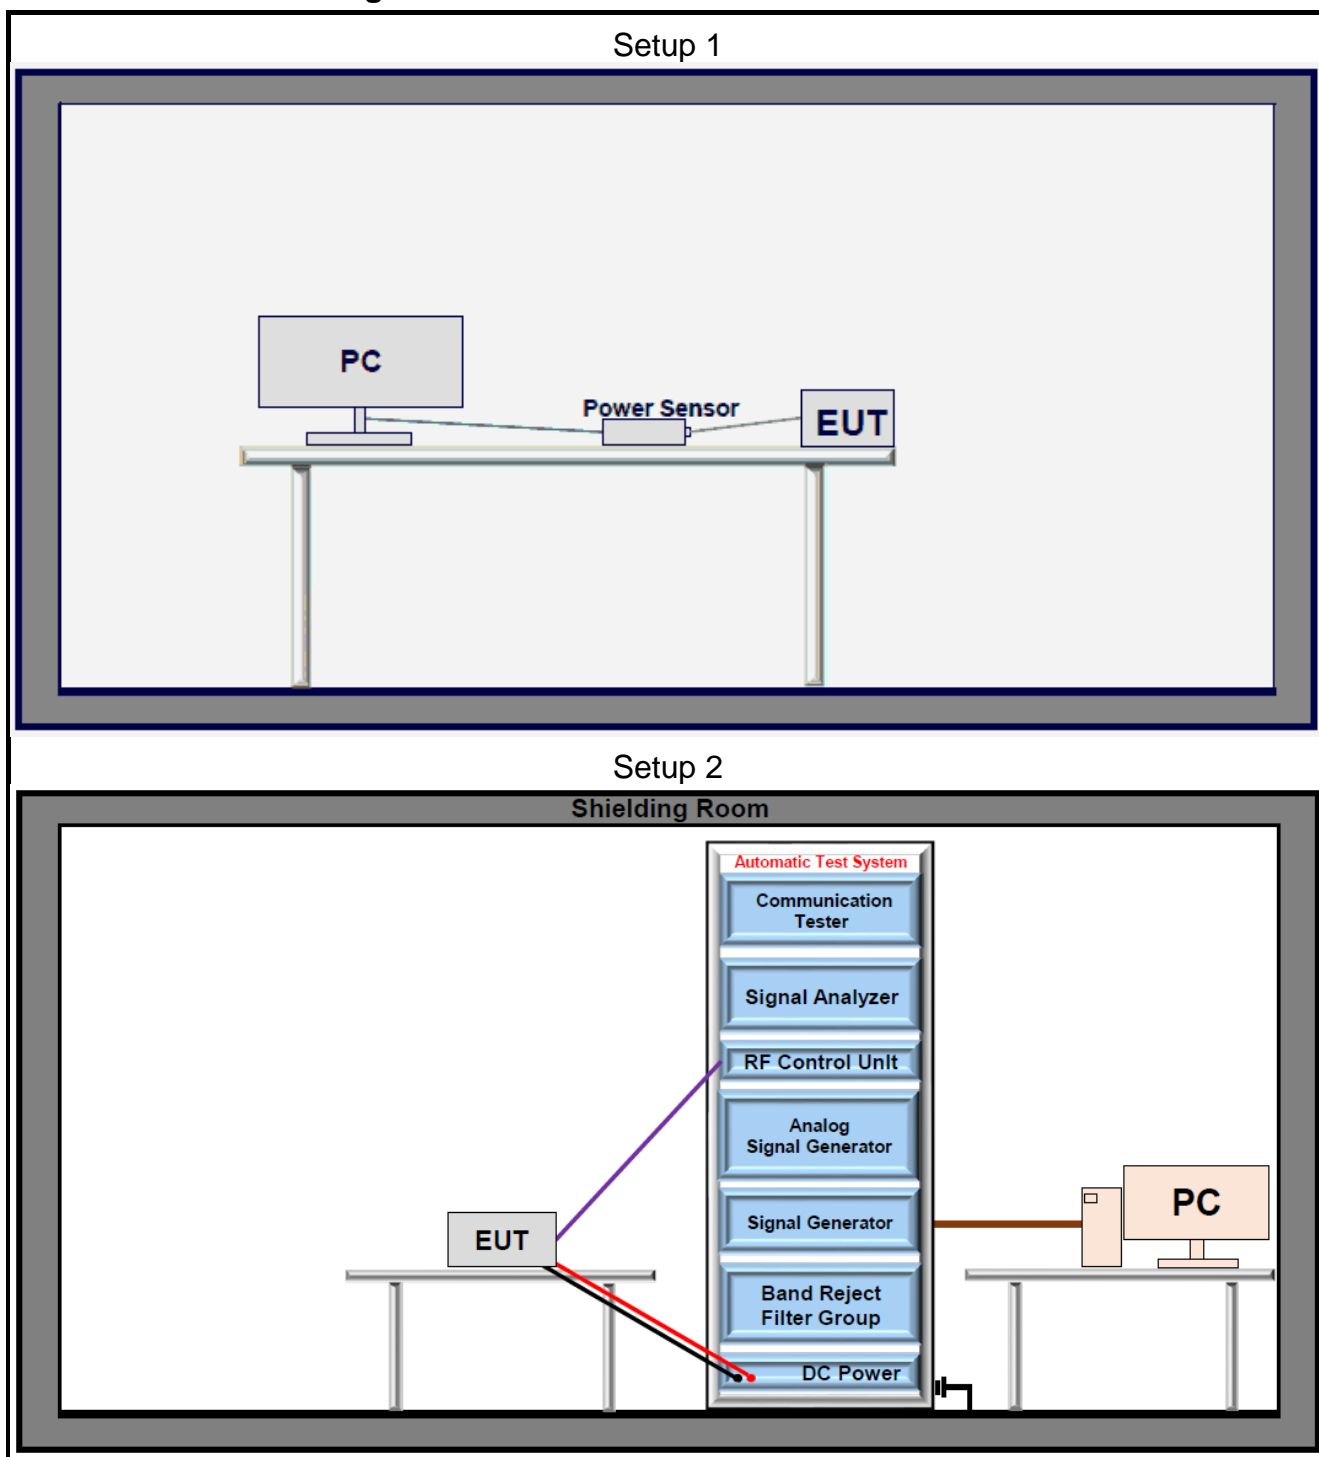 Setup 1
PC
Power Sensor
EUT
Setup 2
Shielding Room
Automatic Test System
Communication
Tester
Signal Analyzer
RF Control UnIt
Analog
Signal Generator
Signal Generator
Band Reject
Filter Group
DC Power
EUT
PC